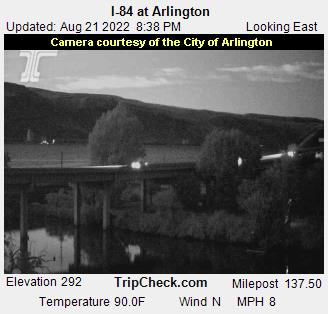 I-84 at Arlington
Updated: Aug 21 2022 8:38 PM Looking East
Camera courtesy of the City of Arlington
Elevation 292 TripCheck.com Milepost 137.50
Temperature 90.0F Wind N MPH 8